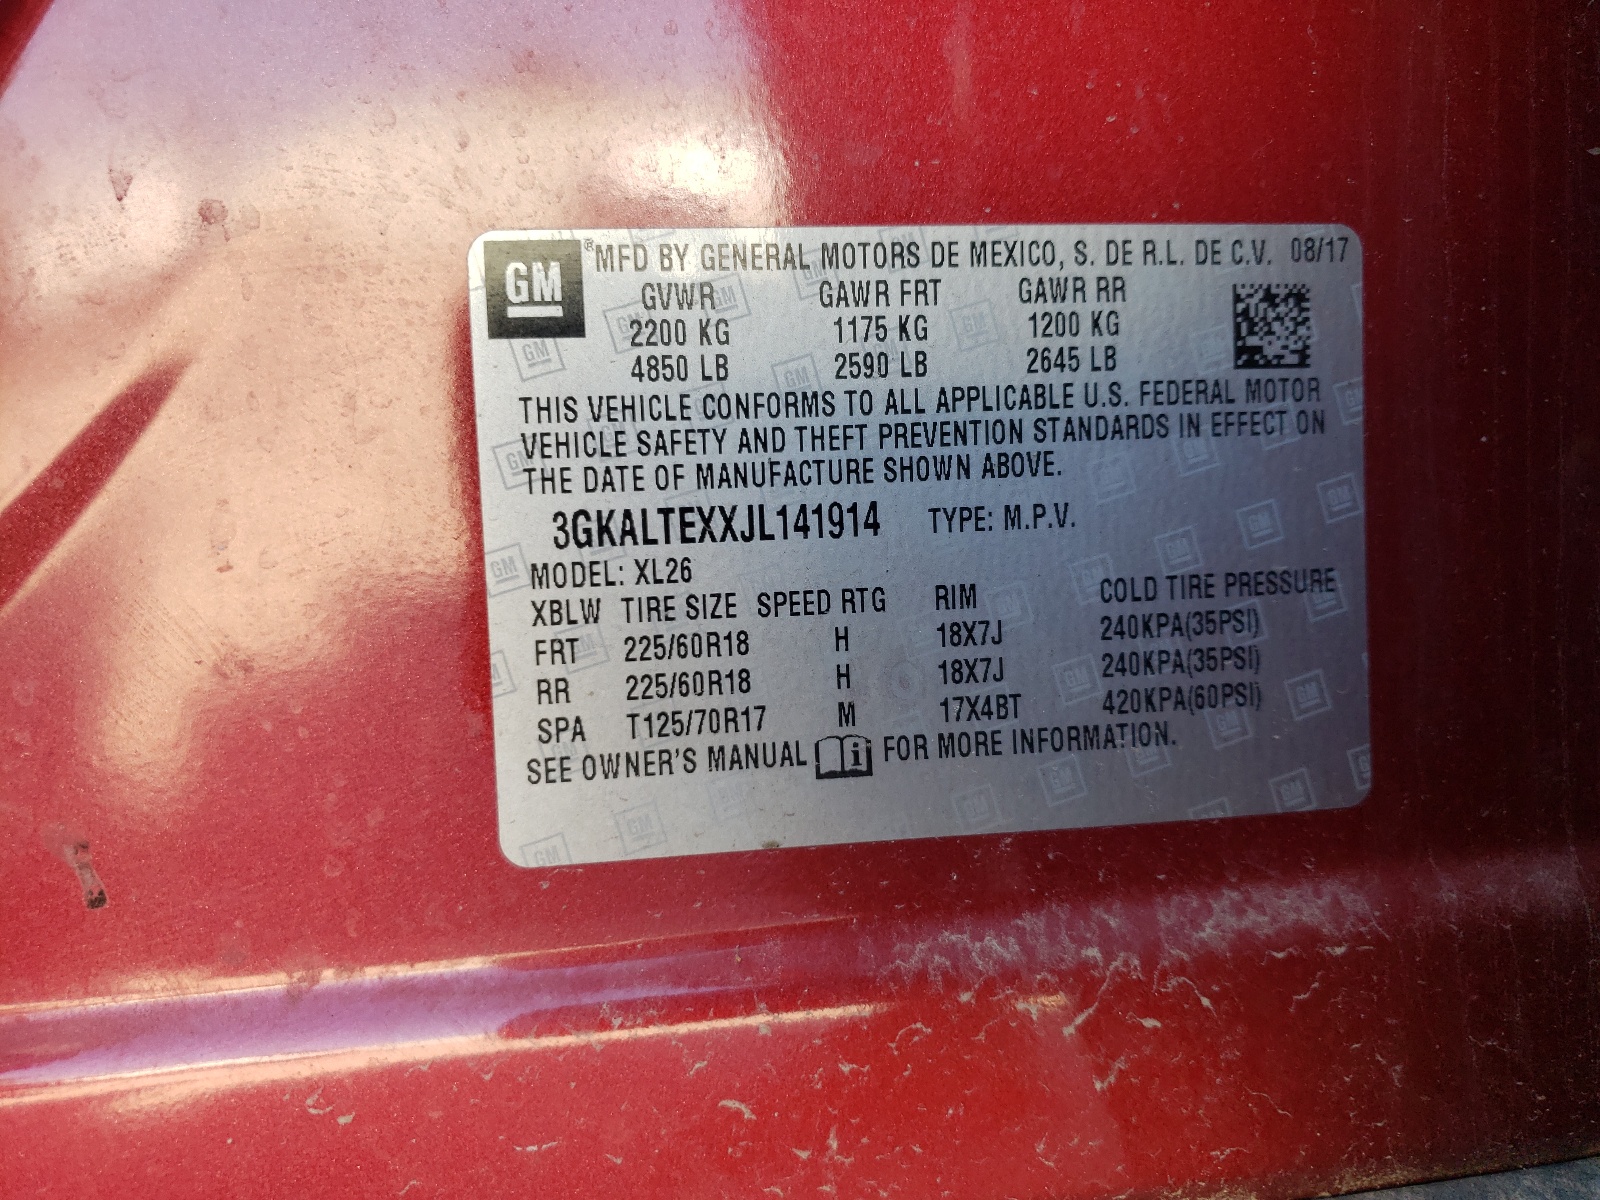 GM ® MFD BY GENERAL MOTORS DE MEXICO, S. DE R.L. DE C.V. 08/17
GVWR GAWR FRT GAWR RR
2200 KG 1175 KG 1200 KG
4850 LB 2590 LB 2645 LB
THIS VEHICLE CONFORMS TO ALL APPLICABLE U.S. FEDERAL MOTOR
VEHICLE SAFETY AND THEFT PREVENTION STANDARDS IN EFFECT ON
THE DATE OF MANUFACTURE SHOWN ABOVE.
3GKALTEXXJL141914 TYPE: M.P.V.
MODEL: XL26
XBLW TIRE SIZE SPEED RTG RIM COLD TIRE PRESSURE
FRT 225/60R18 H 18X7J 240KPA(35PSI)
RR 225/60R18 H 18X7J 240KPA(35PSI)
SPA T125/70R17 M 17X4BT 420KPA(60PSI)
SEE OWNER'S MANUAL i FOR MORE INFORMATION.